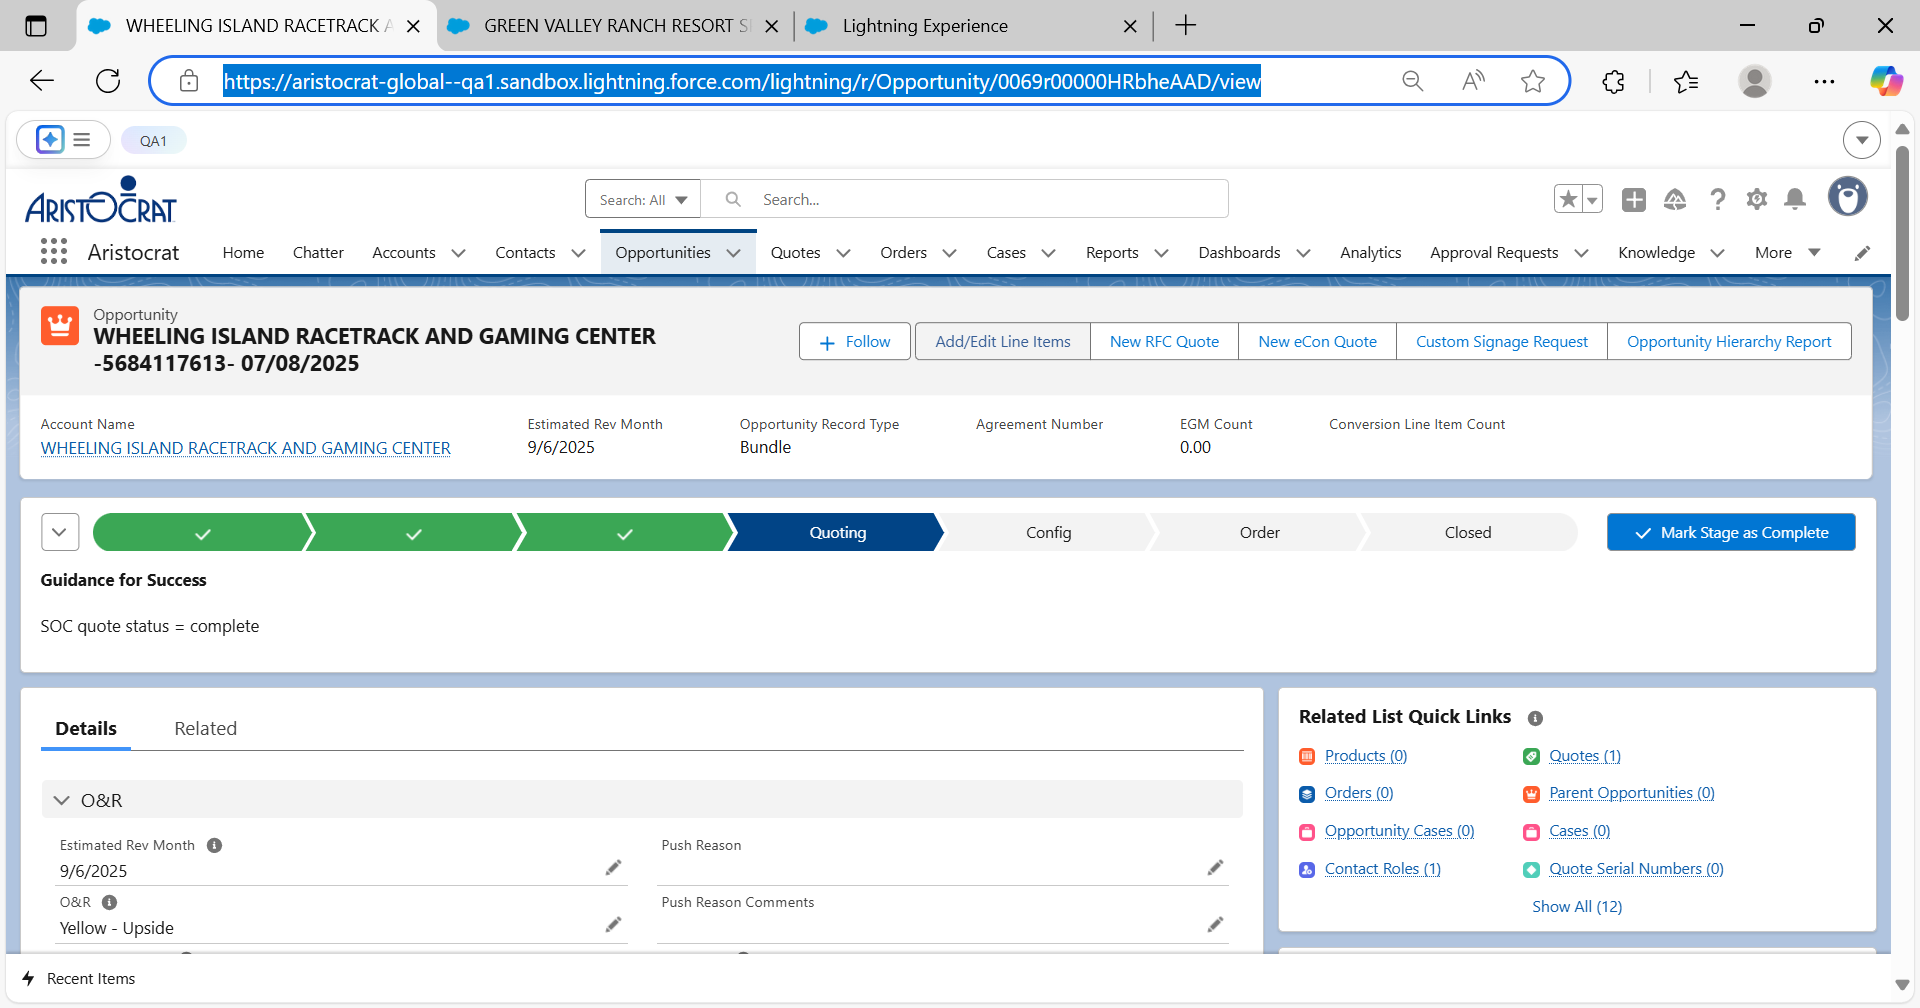 WHEELING ISLAND RACETRACK A
GREEN VALLEY RANCH RESORT S
Lightning Experience
https://aristocrat-global--qa1.sandbox.lightning.force.com/lightning/r/Opportunity/0069r00000HRbheAAD/view
QA1
ARISTOCRAT
Search: All
Search...
Aristocrat
Home
Chatter
Accounts
Contacts
Opportunities
Quotes
Orders
Cases
Reports
Dashboards
Analytics
Approval Requests
Knowledge
More
Opportunity
WHEELING ISLAND RACETRACK AND GAMING CENTER
-5684117613- 07/08/2025
Follow
Add/Edit Line Items
New RFC Quote
New eCon Quote
Custom Signage Request
Opportunity Hierarchy Report
Account Name
WHEELING ISLAND RACETRACK AND GAMING CENTER
Estimated Rev Month
9/6/2025
Opportunity Record Type
Bundle
Agreement Number
EGM Count
0.00
Conversion Line Item Count
Quoting
Config
Order
Closed
Mark Stage as Complete
Guidance for Success
SOC quote status = complete
Details
Related
O&R
Estimated Rev Month
9/6/2025
Push Reason
O&R
Yellow - Upside
Push Reason Comments
Related List Quick Links
Products (0)
Quotes (1)
Orders (0)
Parent Opportunities (0)
Opportunity Cases (0)
Cases (0)
Contact Roles (1)
Quote Serial Numbers (0)
Show All (12)
Recent Items